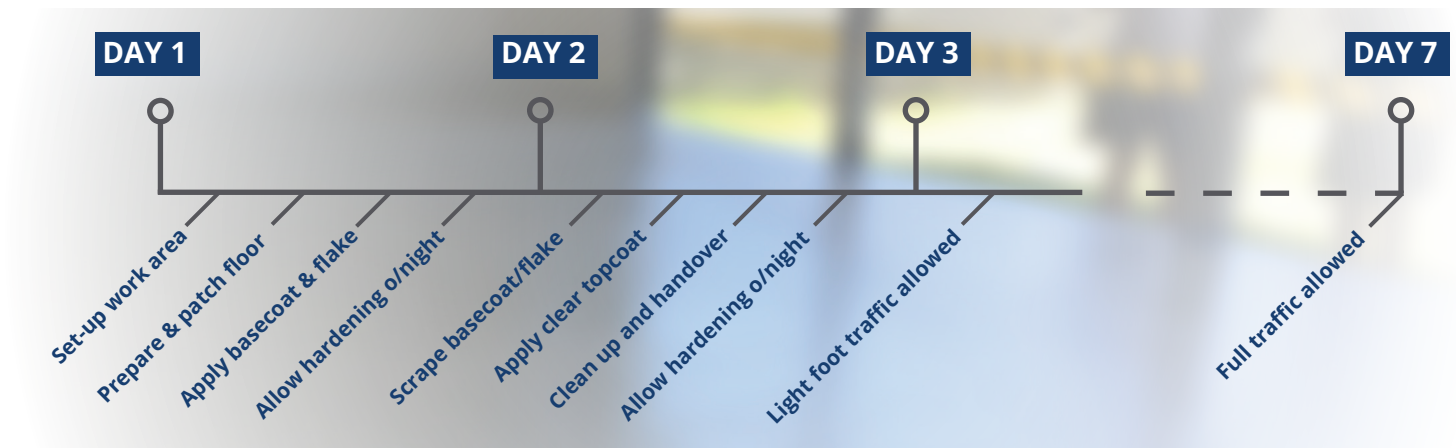 DAY 1
DAY 2
DAY 3
DAY 7
Set-up work area
Prepare & patch floor
Apply basecoat & flake
Allow hardening o/night
Scrape basecoat/flake
Apply clear topcoat
Clean up and handover
Allow hardening o/night
Light foot traffic allowed
Full traffic allowed